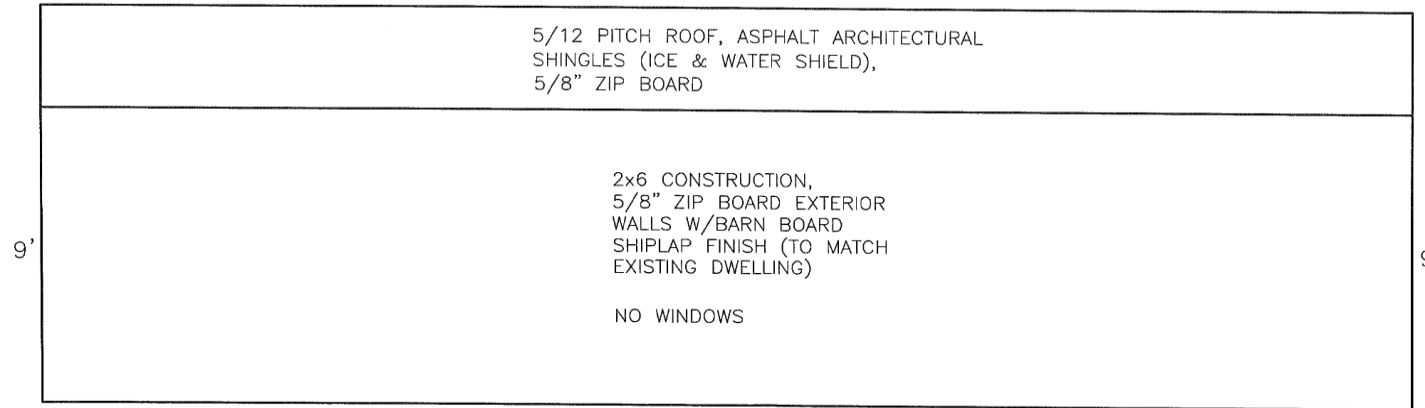 5/12 PITCH ROOF, ASPHALT ARCHITECTURAL
SHINGLES (ICE & WATER SHIELD),
5/8" ZIP BOARD
2x6 CONSTRUCTION,
5/8" ZIP BOARD EXTERIOR
WALLS W/BARN BOARD
SHIPLAP FINISH (TO MATCH
EXISTING DWELLING)
9'
NO WINDOWS